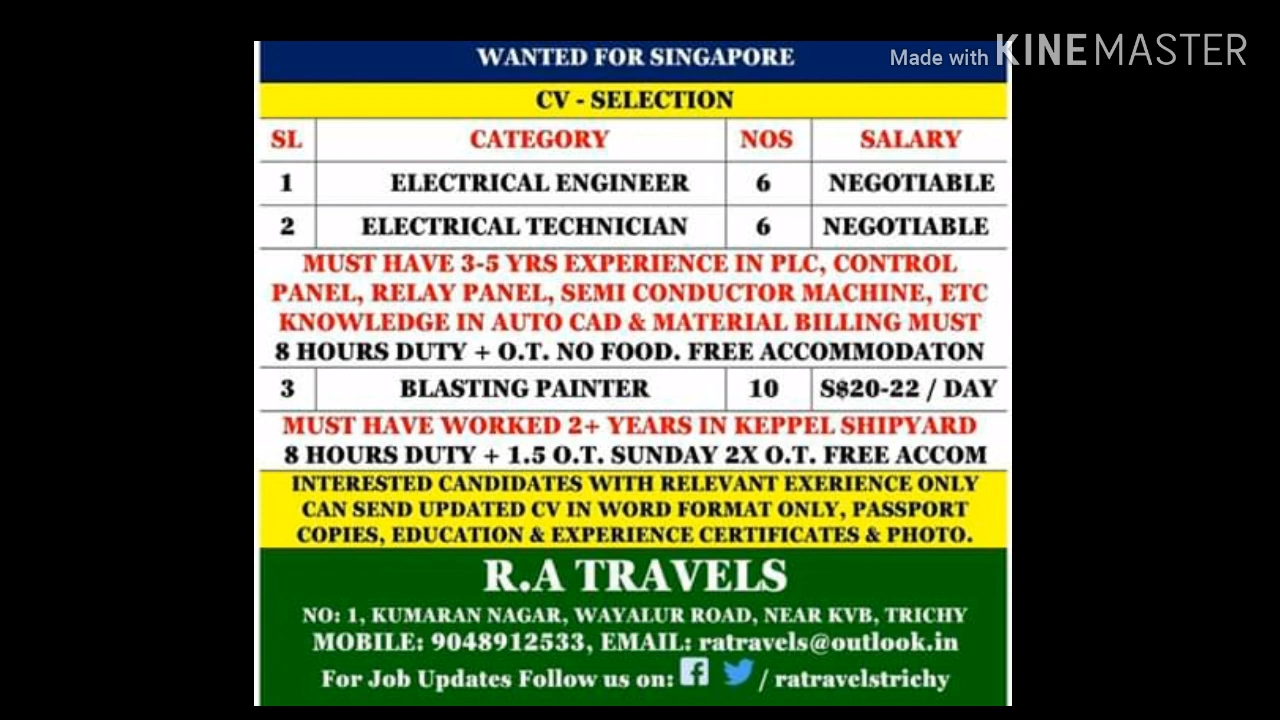 Made with KINEMASTER
WANTED FOR SINGAPORE
CV - SELECTION
SL CATEGORY NOS SALARY
1 ELECTRICAL ENGINEER 6 NEGOTIABLE
2 ELECTRICAL TECHNICIAN 6 NEGOTIABLE
MUST HAVE 3-5 YRS EXPERIENCE IN PLC, CONTROL
PANEL, RELAY PANEL, SEMI CONDUCTOR MACHINE, ETC
KNOWLEDGE IN AUTO CAD & MATERIAL BILLING MUST
8 HOURS DUTY + O.T. NO FOOD. FREE ACCOMMODATON
3 BLASTING PAINTER 10 S$20-22 / DAY
MUST HAVE WORKED 2+ YEARS IN KEPPEL SHIPYARD
8 HOURS DUTY + 1.5 O.T. SUNDAY 2X O.T. FREE ACCOM
INTERESTED CANDIDATES WITH RELEVANT EXERIENCE ONLY
CAN SEND UPDATED CV IN WORD FORMAT ONLY, PASSPORT
COPIES, EDUCATION & EXPERIENCE CERTIFICATES & PHOTO.
R.A TRAVELS
NO: 1, KUMARAN NAGAR, WAYALUR ROAD, NEAR KVB, TRICHY
MOBILE: 9048912533, EMAIL: ratravels@outlook.in
For Job Updates Follow us on: / ratravelstrichy